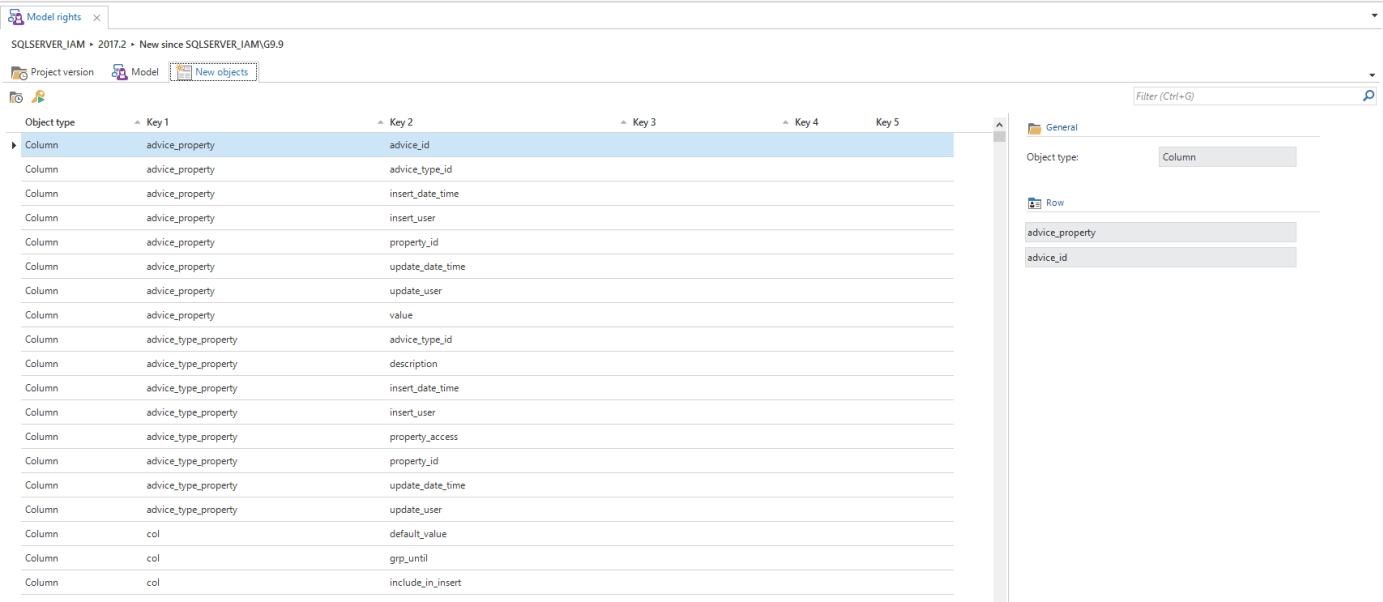 Model rights
SQLSERVER_IAM 2017.2 New since SQLSERVER_IAM\G9.9
Project version Model New objects
Filter (Ctrl+G)
Object type Key 1 Key 2 Key 3 Key 4 Key 5
Column advice_property advice_id
Column advice_property advice_type_id
Column advice_property insert_date_time
Column advice_property insert_user
Column advice_property property_id
Column advice_property update_date_time
Column advice_property update_user
Column advice_property value
Column advice_type_property advice_type_id
Column advice_type_property description
Column advice_type_property insert_date_time
Column advice_type_property insert_user
Column advice_type_property property_access
Column advice_type_property property_id
Column advice_type_property update_date_time
Column advice_type_property update_user
Column col default_value
Column col grp_until
Column col include_in_insert
General
Object type: Column
Row
advice_property
advice_id